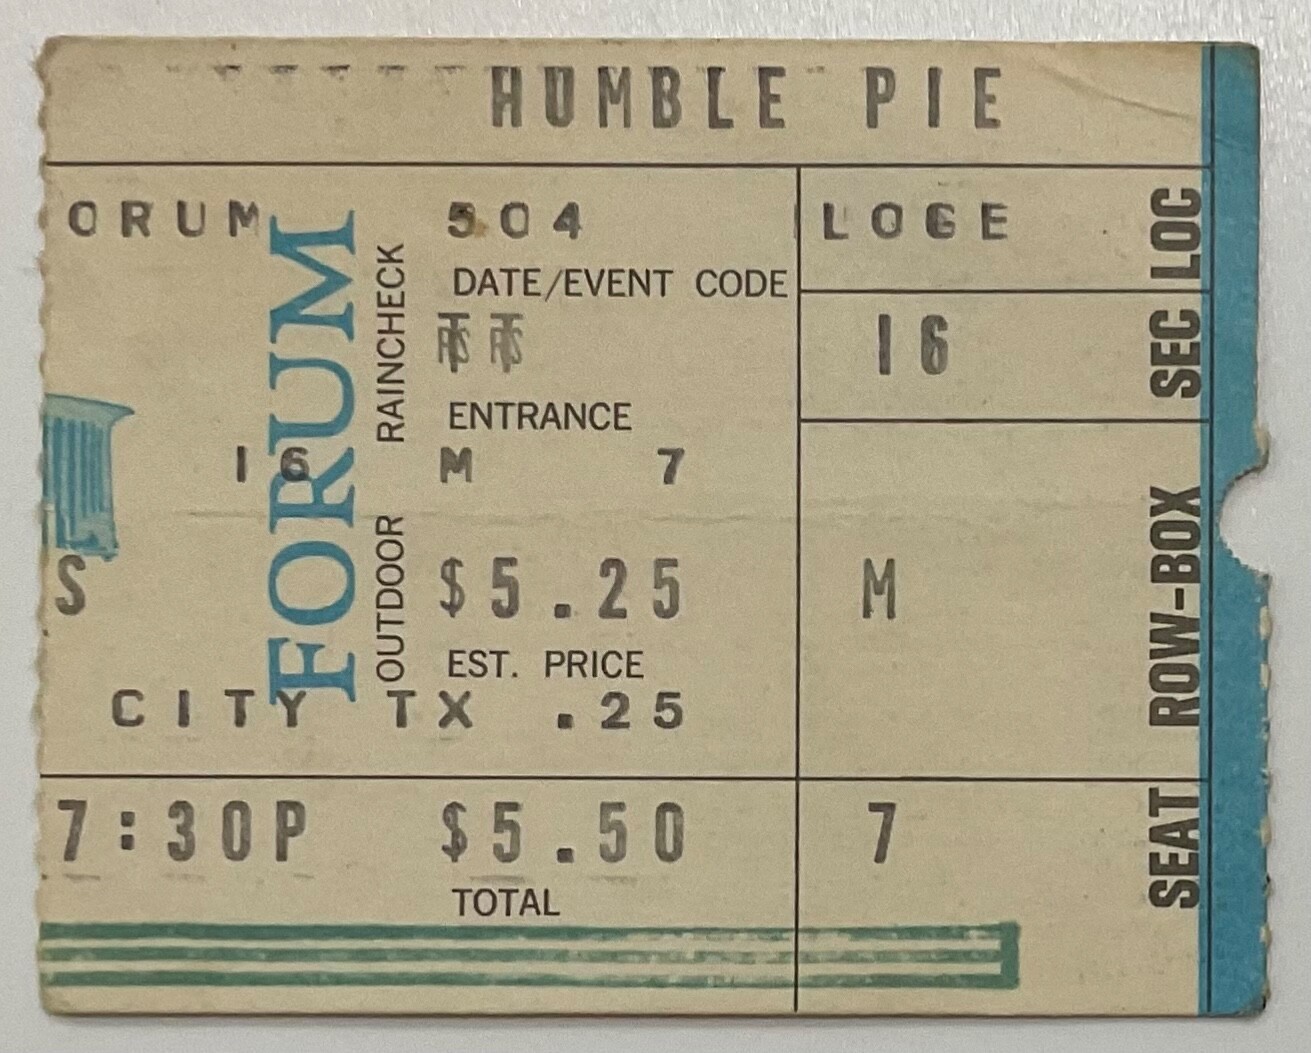 HUMBLE PIE
ORUM 504 LOGE
DATE/EVENT CODE
16
ENTRANCE
16 M 7
$5.25 M
EST. PRICE
S
CITY TX .25
7:30P $5.50 7
TOTAL
FORUM
OUTDOOR RAINCHECK
SEAT ROW-BOX SEC LOC